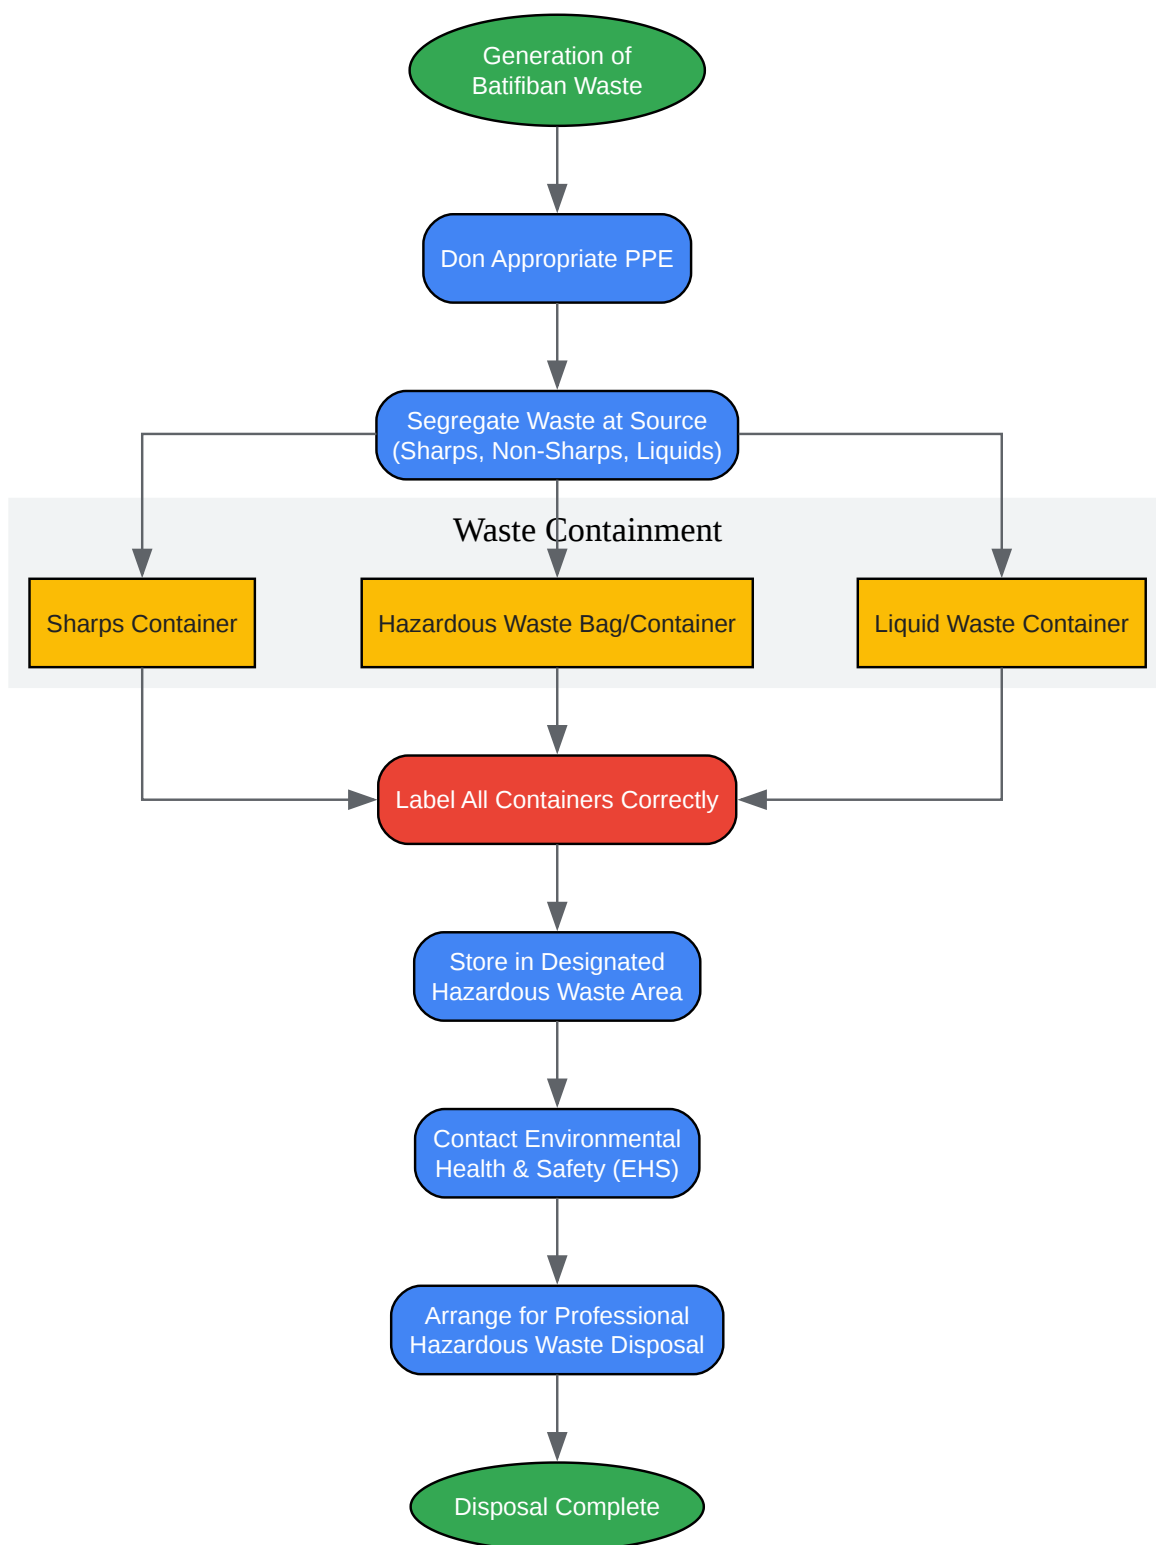 Generation of
Batifiban Waste
Don Appropriate PPE
Segregate Waste at Source
(Sharps, Non-Sharps, Liquids)
Waste Containment
Sharps Container
Hazardous Waste Bag/Container
Liquid Waste Container
Label All Containers Correctly
Store in Designated
Hazardous Waste Area
Contact Environmental
Health & Safety (EHS)
Arrange for Professional
Hazardous Waste Disposal
Disposal Complete